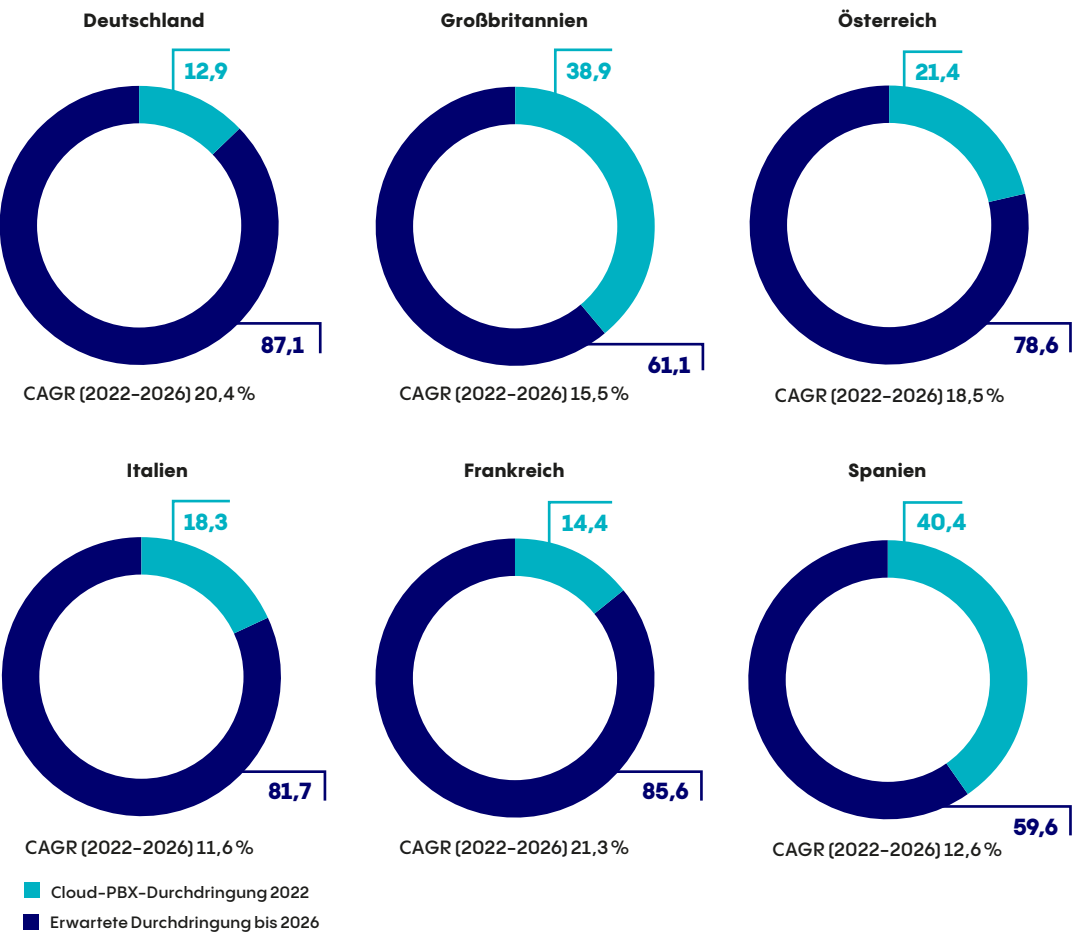 Deutschland
12,9
87,1
CAGR (2022–2026) 20,4 %
Großbritannien
38,9
61,1
CAGR (2022–2026) 15,5 %
Österreich
21,4
78,6
CAGR (2022–2026) 18,5 %
Italien
18,3
81,7
CAGR (2022–2026) 11,6 %
Frankreich
14,4
85,6
CAGR (2022–2026) 21,3 %
Spanien
40,4
59,6
CAGR (2022–2026) 12,6 %
Cloud-PBX-Durchdringung 2022
Erwartete Durchdringung bis 2026